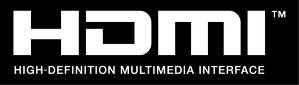 HDMI™
HIGH-DEFINITION MULTIMEDIA INTERFACE